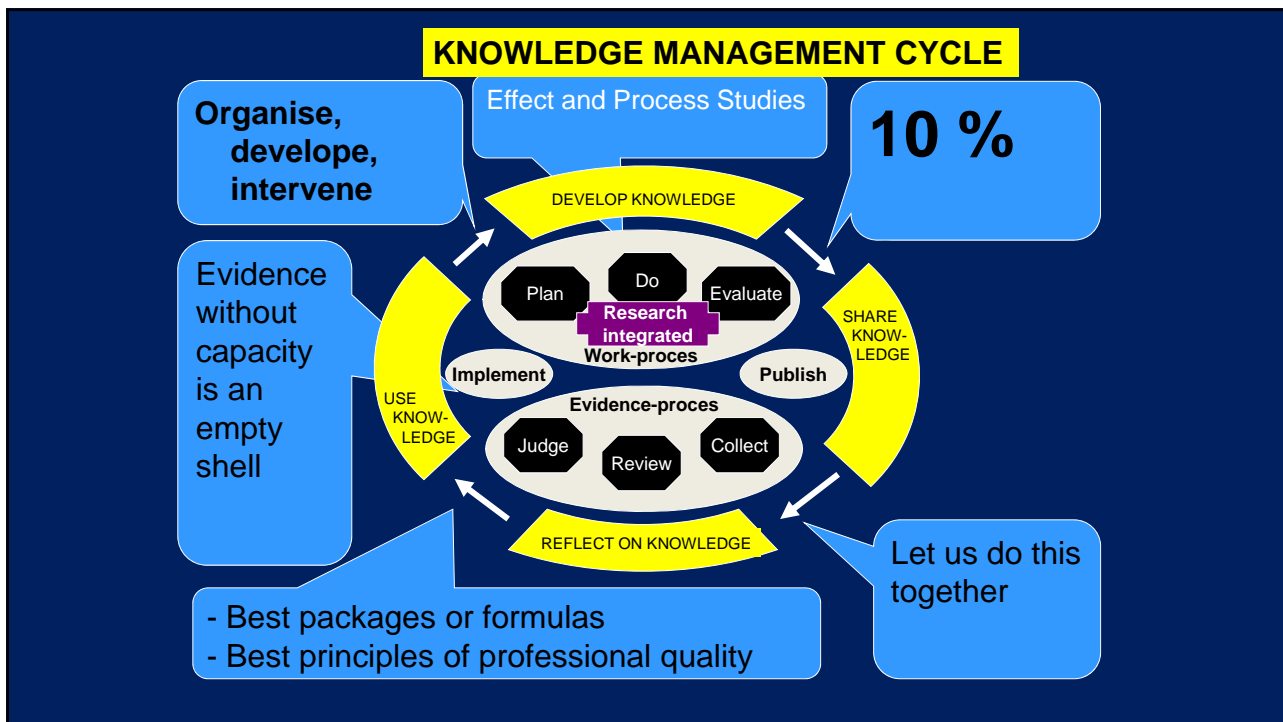 KNOWLEDGE MANAGEMENT CYCLE
Organise,
develope,
intervene
Effect and Process Studies
10 %
DEVELOP KNOWLEDGE
Plan
Do
Evaluate
Research
integrated
Work-proces
Evidence
without
capacity
is an
empty
shell
USE
KNOW-
LEDGE
SHARE
KNOW-
LEDGE
Implement
Publish
Evidence-proces
Judge
Review
Collect
REFLECT ON KNOWLEDGE
Let us do this
together
- Best packages or formulas
- Best principles of professional quality